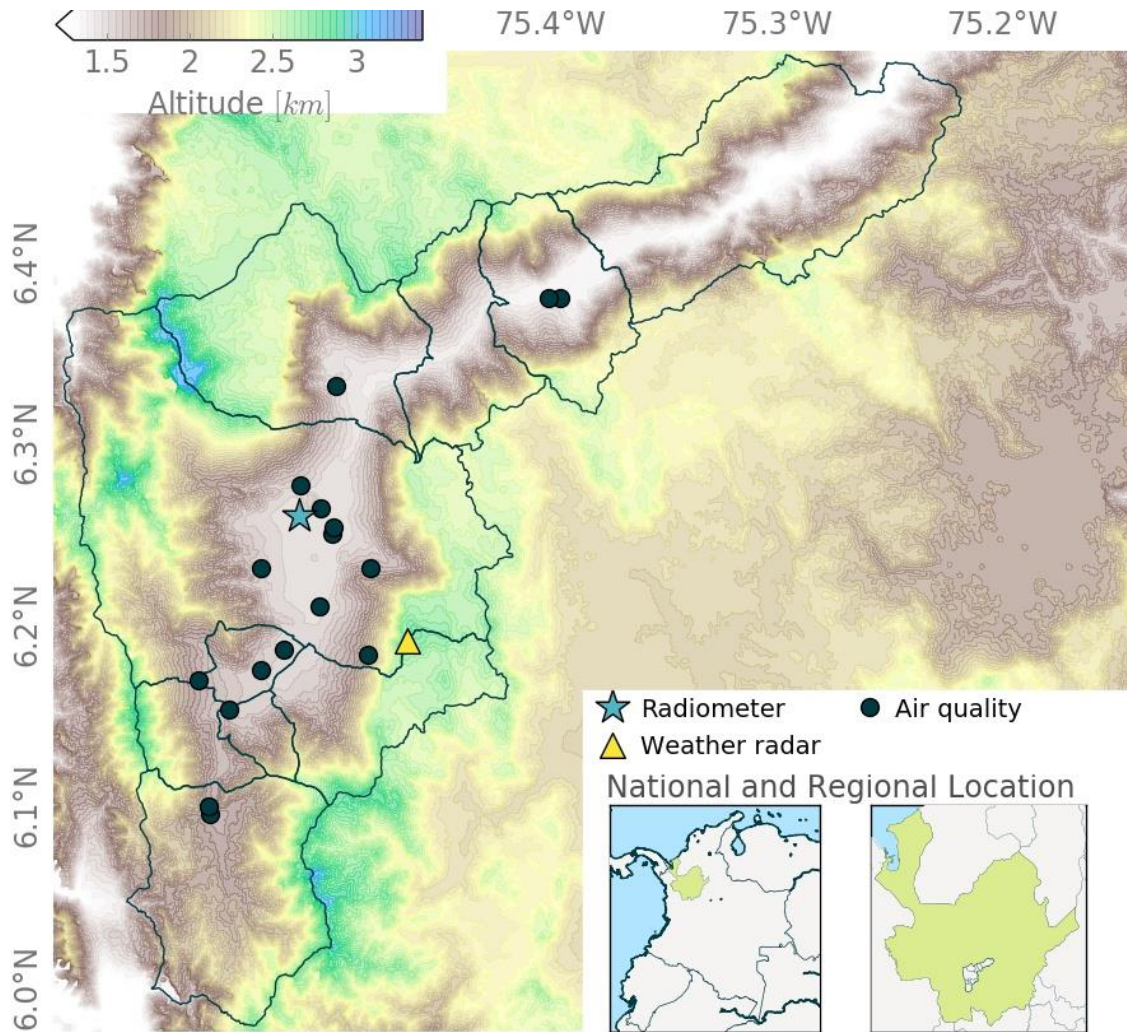 75.4°W 75.3°W 75.2°W
1.5 2 2.5 3
Altitude [km]
6.4°N
6.3°N
6.2°N
6.1°N
6.0°N
Radiometer
Air quality
Weather radar
National and Regional Location